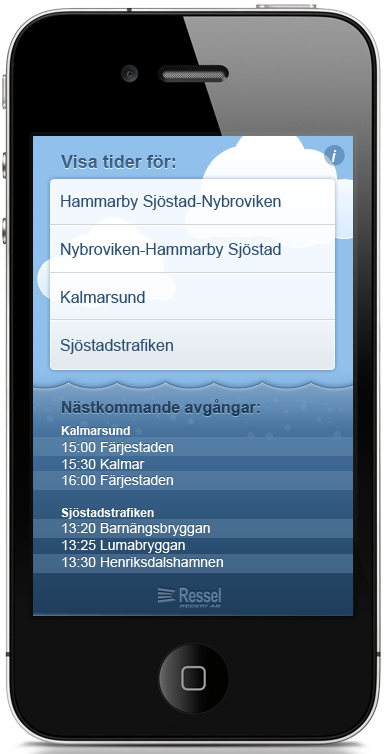 Visa tider för:
i
Hammarby Sjöstad-Nybroviken
Nybroviken-Hammarby Sjöstad
Kalmarsund
Sjöstadstrafiken
Nästkommande avgångar:
Kalmarsund
15:00 Färjestaden
15:30 Kalmar
16:00 Färjestaden
Sjöstadstrafiken
13:20 Barnängsbryggan
13:25 Lumabryggan
13:30 Henriksdalshamnen
Ressel
REDERI AB